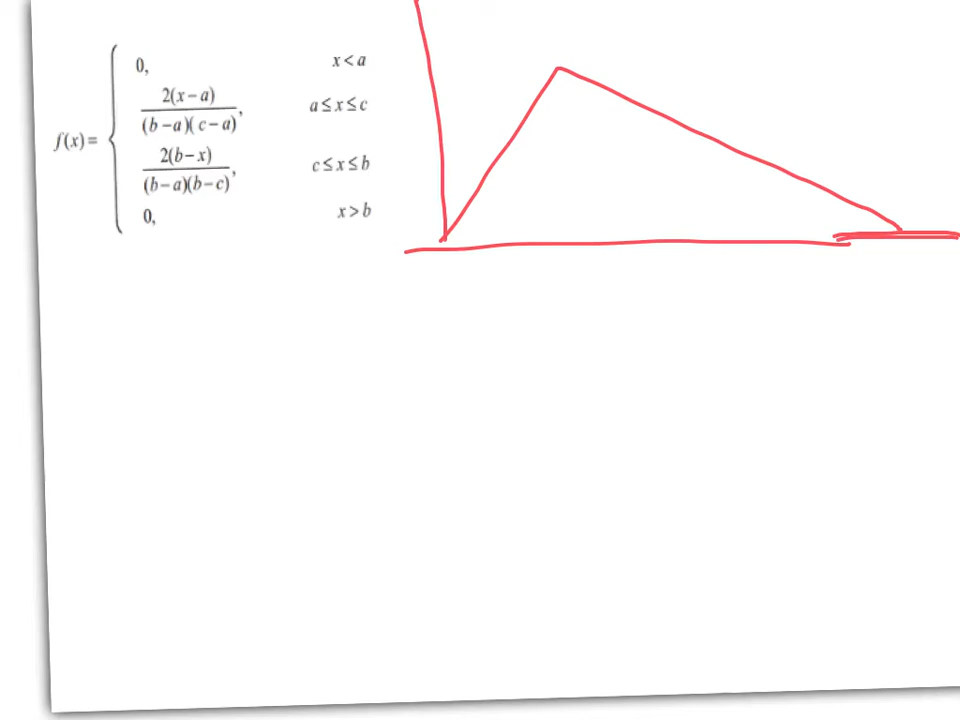 0, x < a
2(x − a)
(b − a)(c − a)' a ≤ x ≤ c
f(x) =
2(b − x)
(b − a)(b − c)' c ≤ x ≤ b
0, x > b